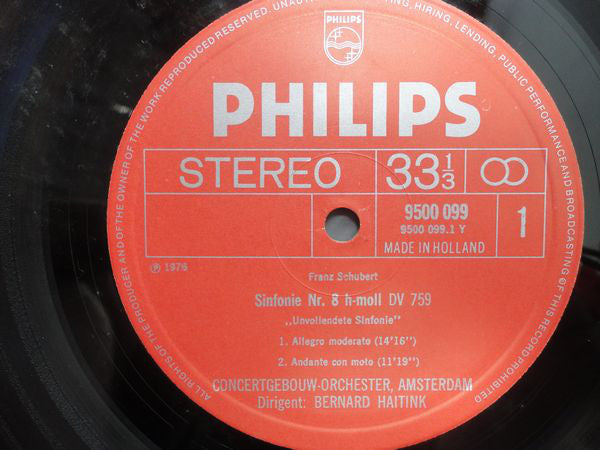 ALL RIGHTS OF THE PRODUCER AND OF THE OWNER OF THE WORK REPRODUCED RESERVED. HIRING, LENDING, PUBLIC PERFORMANCE AND BROADCASTING OF THIS RECORD PROHIBITED
PHILIPS
PHILIPS
STEREO
33 1/3
9500 099
9500 099.1 Y
MADE IN HOLLAND
1
℗ 1976
Franz Schubert
Sinfonie Nr. 8 h-moll DV 759
„Unvollendete Sinfonie"
1. Allegro moderato (14'16")
2. Andante con moto (11'19")
CONCERTGEBOUW-ORCHESTER, AMSTERDAM
Dirigent: BERNARD HAITINK